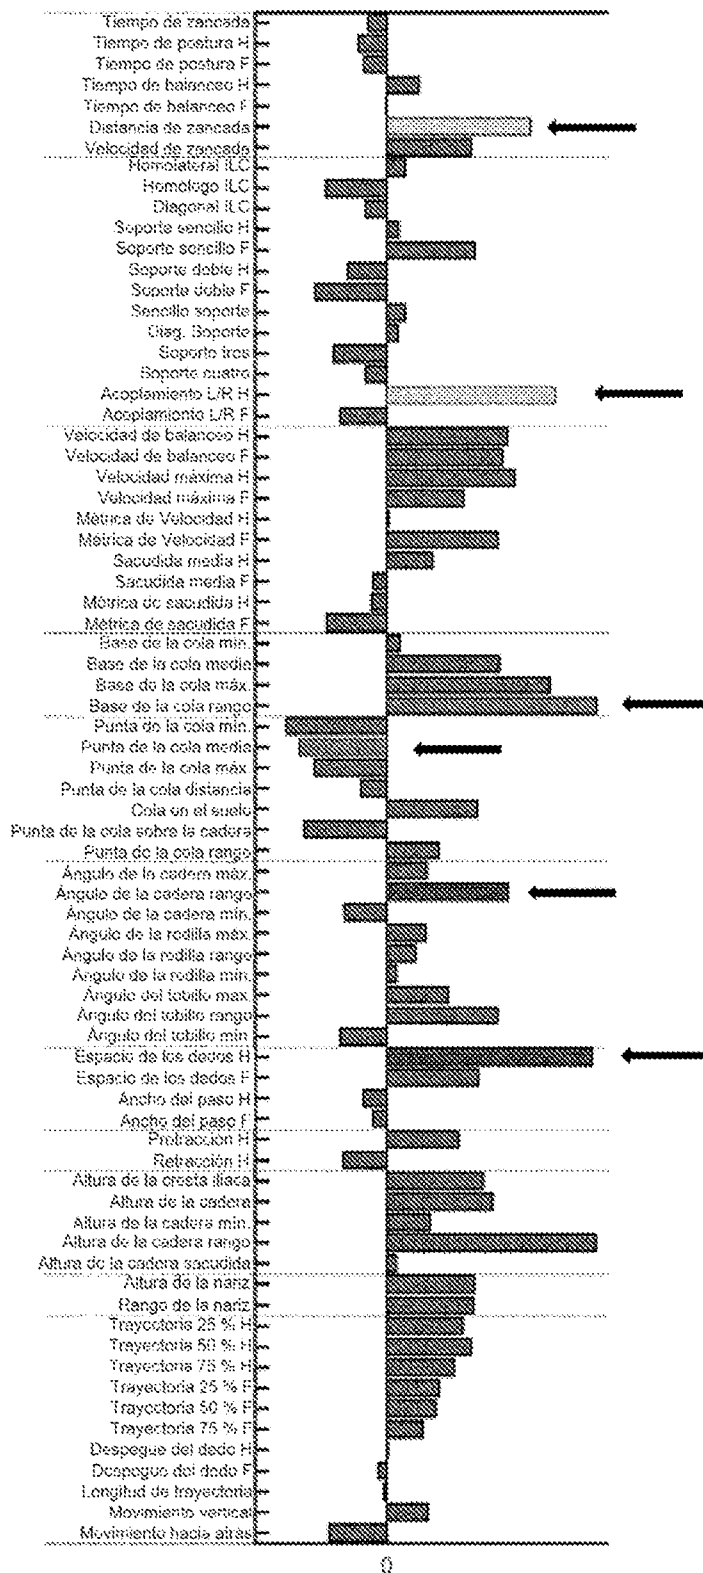 Tiempo de zancada
Tiempo de postura H
Tiempo de postura F
Tiempo de balanceo H
Tiempo de balanceo F
Distancia de zancada
Velocidad de zancada
Homolateral ILC
Homólogo ILC
Diagonal ILC
Soporte sencillo H
Soporte sencillo F
Soporte doble H
Soporte doble F
Sencillo soporte
Diag. Soporte
Soporte tres
Soporte cuatro
Acoplamiento L/R H
Acoplamiento L/R F
Velocidad de balanceo H
Velocidad de balanceo F
Velocidad máxima H
Velocidad máxima F
Métrica de Velocidad H
Métrica de Velocidad F
Sacudida media H
Sacudida media F
Métrica de sacudida H
Métrica de sacudida F
Base de la cola mín.
Base de la cola media
Base de la cola máx.
Base de la cola rango
Punta de la cola mín.
Punta de la cola media
Punta de la cola máx.
Punta de la cola distancia
Cola en el suelo
Punta de la cola sobre la cadera
Punta de la cola rango
Ángulo de la cadera máx.
Ángulo de la cadera rango
Ángulo de la cadera mín.
Ángulo de la rodilla máx.
Ángulo de la rodilla rango
Ángulo de la rodilla mín.
Ángulo del tobillo max.
Ángulo del tobillo rango
Ángulo del tobillo mín.
Espacio de los dedos H
Espacio de los dedos F
Ancho del paso H
Ancho del paso F
Protracción H
Retracción H
Altura de la cresta ilíaca
Altura de la cadera
Altura de la cadera mín.
Altura de la cadera rango
Altura de la cadera sacudida
Altura de la nariz
Rango de la nariz
Trayectoria 25 % H
Trayectoria 50 % H
Trayectoria 75 % H
Trayectoria 25 % F
Trayectoria 50 % F
Trayectoria 75 % F
Despegue del dedo H
Despegue del dedo F
Longitud de trayectoria
Movimiento vertical
Movimiento hacia atrás
0